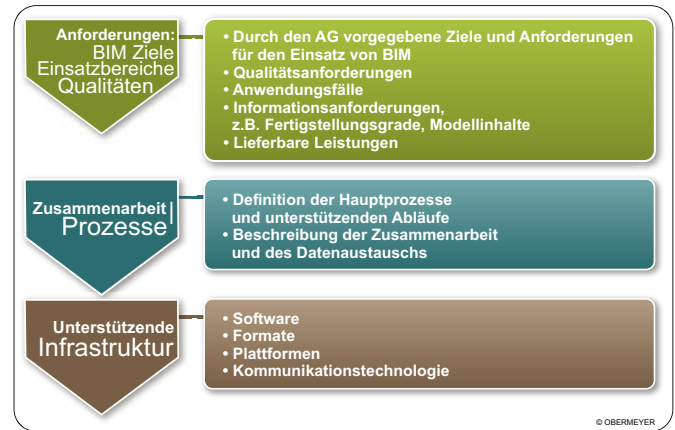 Anforderungen:
BIM Ziele
Einsatzbereiche
Qualitäten
• Durch den AG vorgegebene Ziele und Anforderungen
für den Einsatz von BIM
• Qualitätsanforderungen
• Anwendungsfälle
• Informationsanforderungen,
z.B. Fertigstellungsgrade, Modellinhalte
• Lieferbare Leistungen
Zusammenarbeit|
Prozesse
• Definition der Hauptprozesse
und unterstützenden Abläufe
• Beschreibung der Zusammenarbeit
und des Datenaustauschs
Unterstützende
Infrastruktur
• Software
• Formate
• Plattformen
• Kommunikationstechnologie
© OBERMEYER